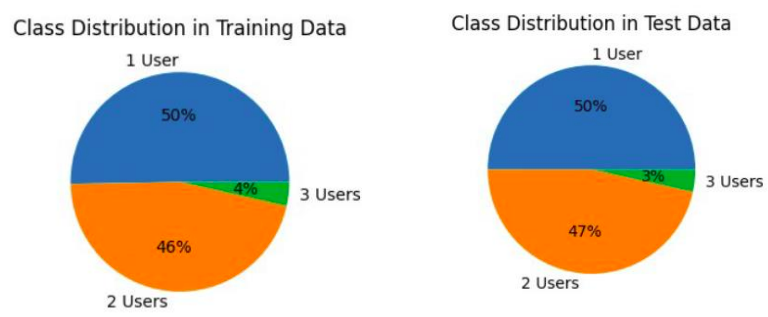 Class Distribution in Training Data
1 User
50%
4%
3 Users
46%
2 Users
Class Distribution in Test Data
1 User
50%
3%
3 Users
47%
2 Users